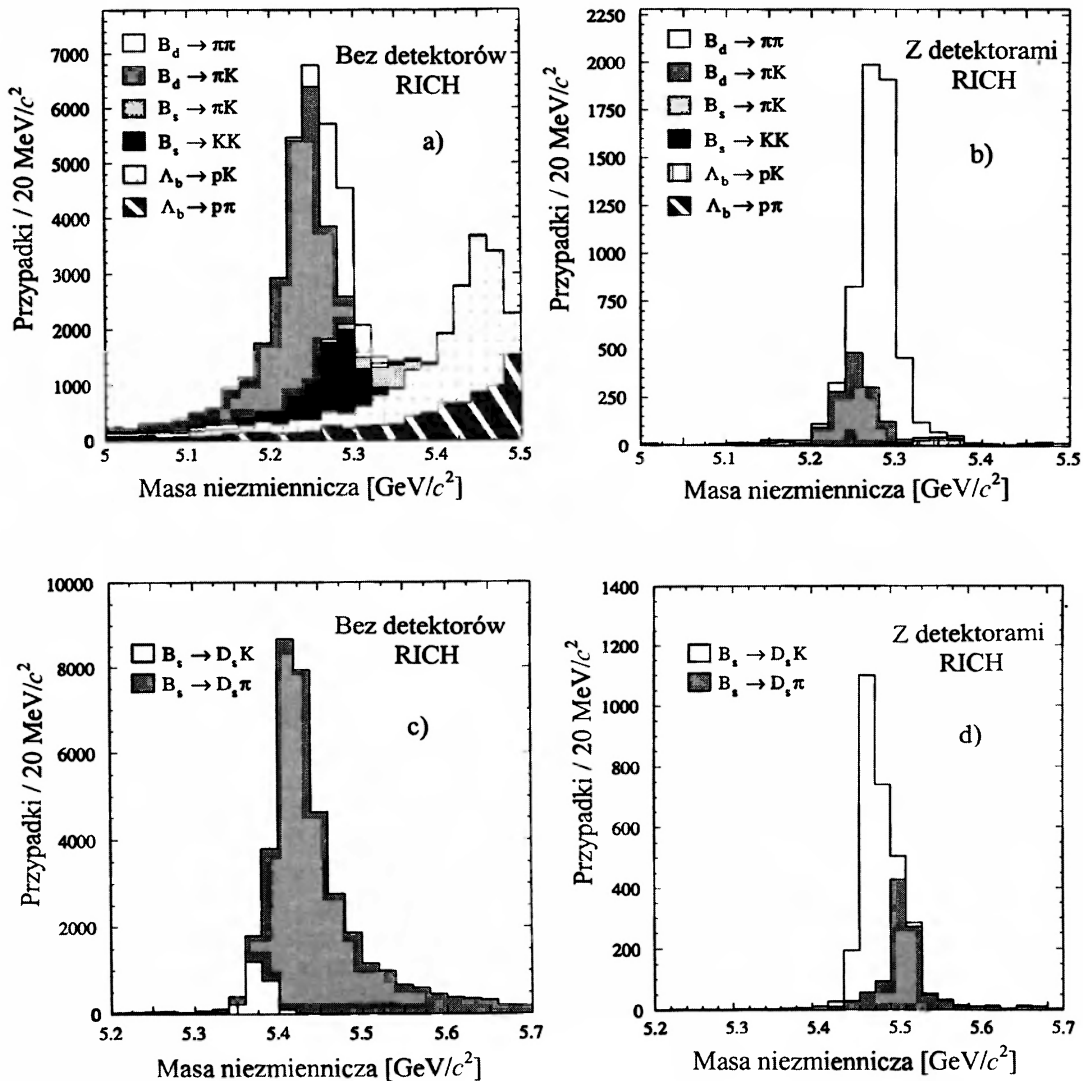 Przypadki / 20 MeV/c²
7000
6000
5000
4000
3000
2000
1000
0
B_d → ππ
B_d → πK
B_s → πK
B_s → KK
Λ_b → pK
Λ_b → pπ
Bez detektorów
RICH
a)
5 5.1 5.2 5.3 5.4 5.5
Masa niezmiennicza [GeV/c²]
Przypadki / 20 MeV/c²
2250
2000
1750
1500
1250
1000
750
500
250
0
B_d → ππ
B_d → πK
B_s → πK
B_s → KK
Λ_b → pK
Λ_b → pπ
Z detektorami
RICH
b)
5 5.1 5.2 5.3 5.4 5.5
Masa niezmiennicza [GeV/c²]
Przypadki / 20 MeV/c²
10000
8000
6000
4000
2000
0
B_s → D_s K
B_s → D_s π
Bez detektorów
RICH
c)
5.2 5.3 5.4 5.5 5.6 5.7
Masa niezmiennicza [GeV/c²]
Przypadki / 20 MeV/c²
1400
1200
1000
800
600
400
200
0
B_s → D_s K
B_s → D_s π
Z detektorami
RICH
d)
5.2 5.3 5.4 5.5 5.6 5.7
Masa niezmiennicza [GeV/c²]